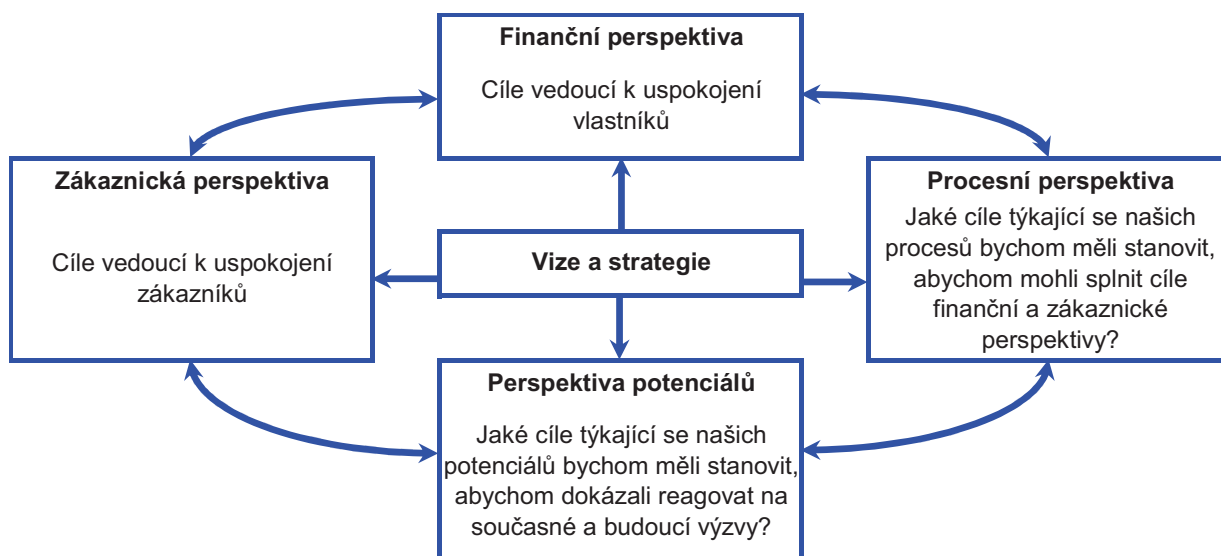 Finanční perspektiva
Cíle vedoucí k uspokojení
vlastníků
Zákaznická perspektiva
Cíle vedoucí k uspokojení
zákazníků
Vize a strategie
Procesní perspektiva
Jaké cíle týkající se našich
procesů bychom měli stanovit,
abychom mohli splnit cíle
finanční a zákaznické
perspektivy?
Perspektiva potenciálů
Jaké cíle týkající se našich
potenciálů bychom měli stanovit,
abychom dokázali reagovat na
současné a budoucí výzvy?